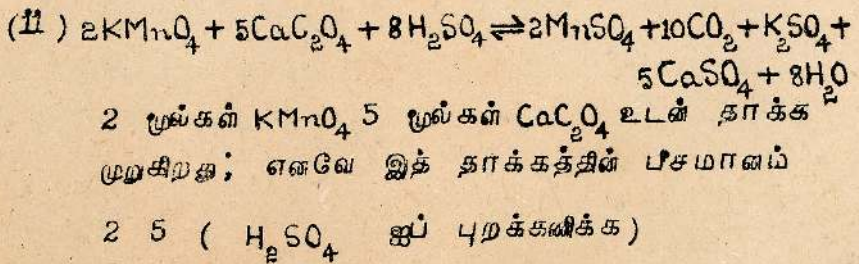 (11) 2KMnO₄ + 5CaC₂O₄ + 8H₂SO₄ ⇌ 2MnSO₄ + 10CO₂ + K₂SO₄ +
5CaSO₄ + 8H₂O
2 மூல்கள் KMnO₄ 5 மூல்கள் CaC₂O₄ உடன் தாக்க
முறுகிறது; எனவே இத் தாக்கத்தின் பீசமானம்
2 5 ( H₂SO₄ ஐப் புறக்கணிக்க)